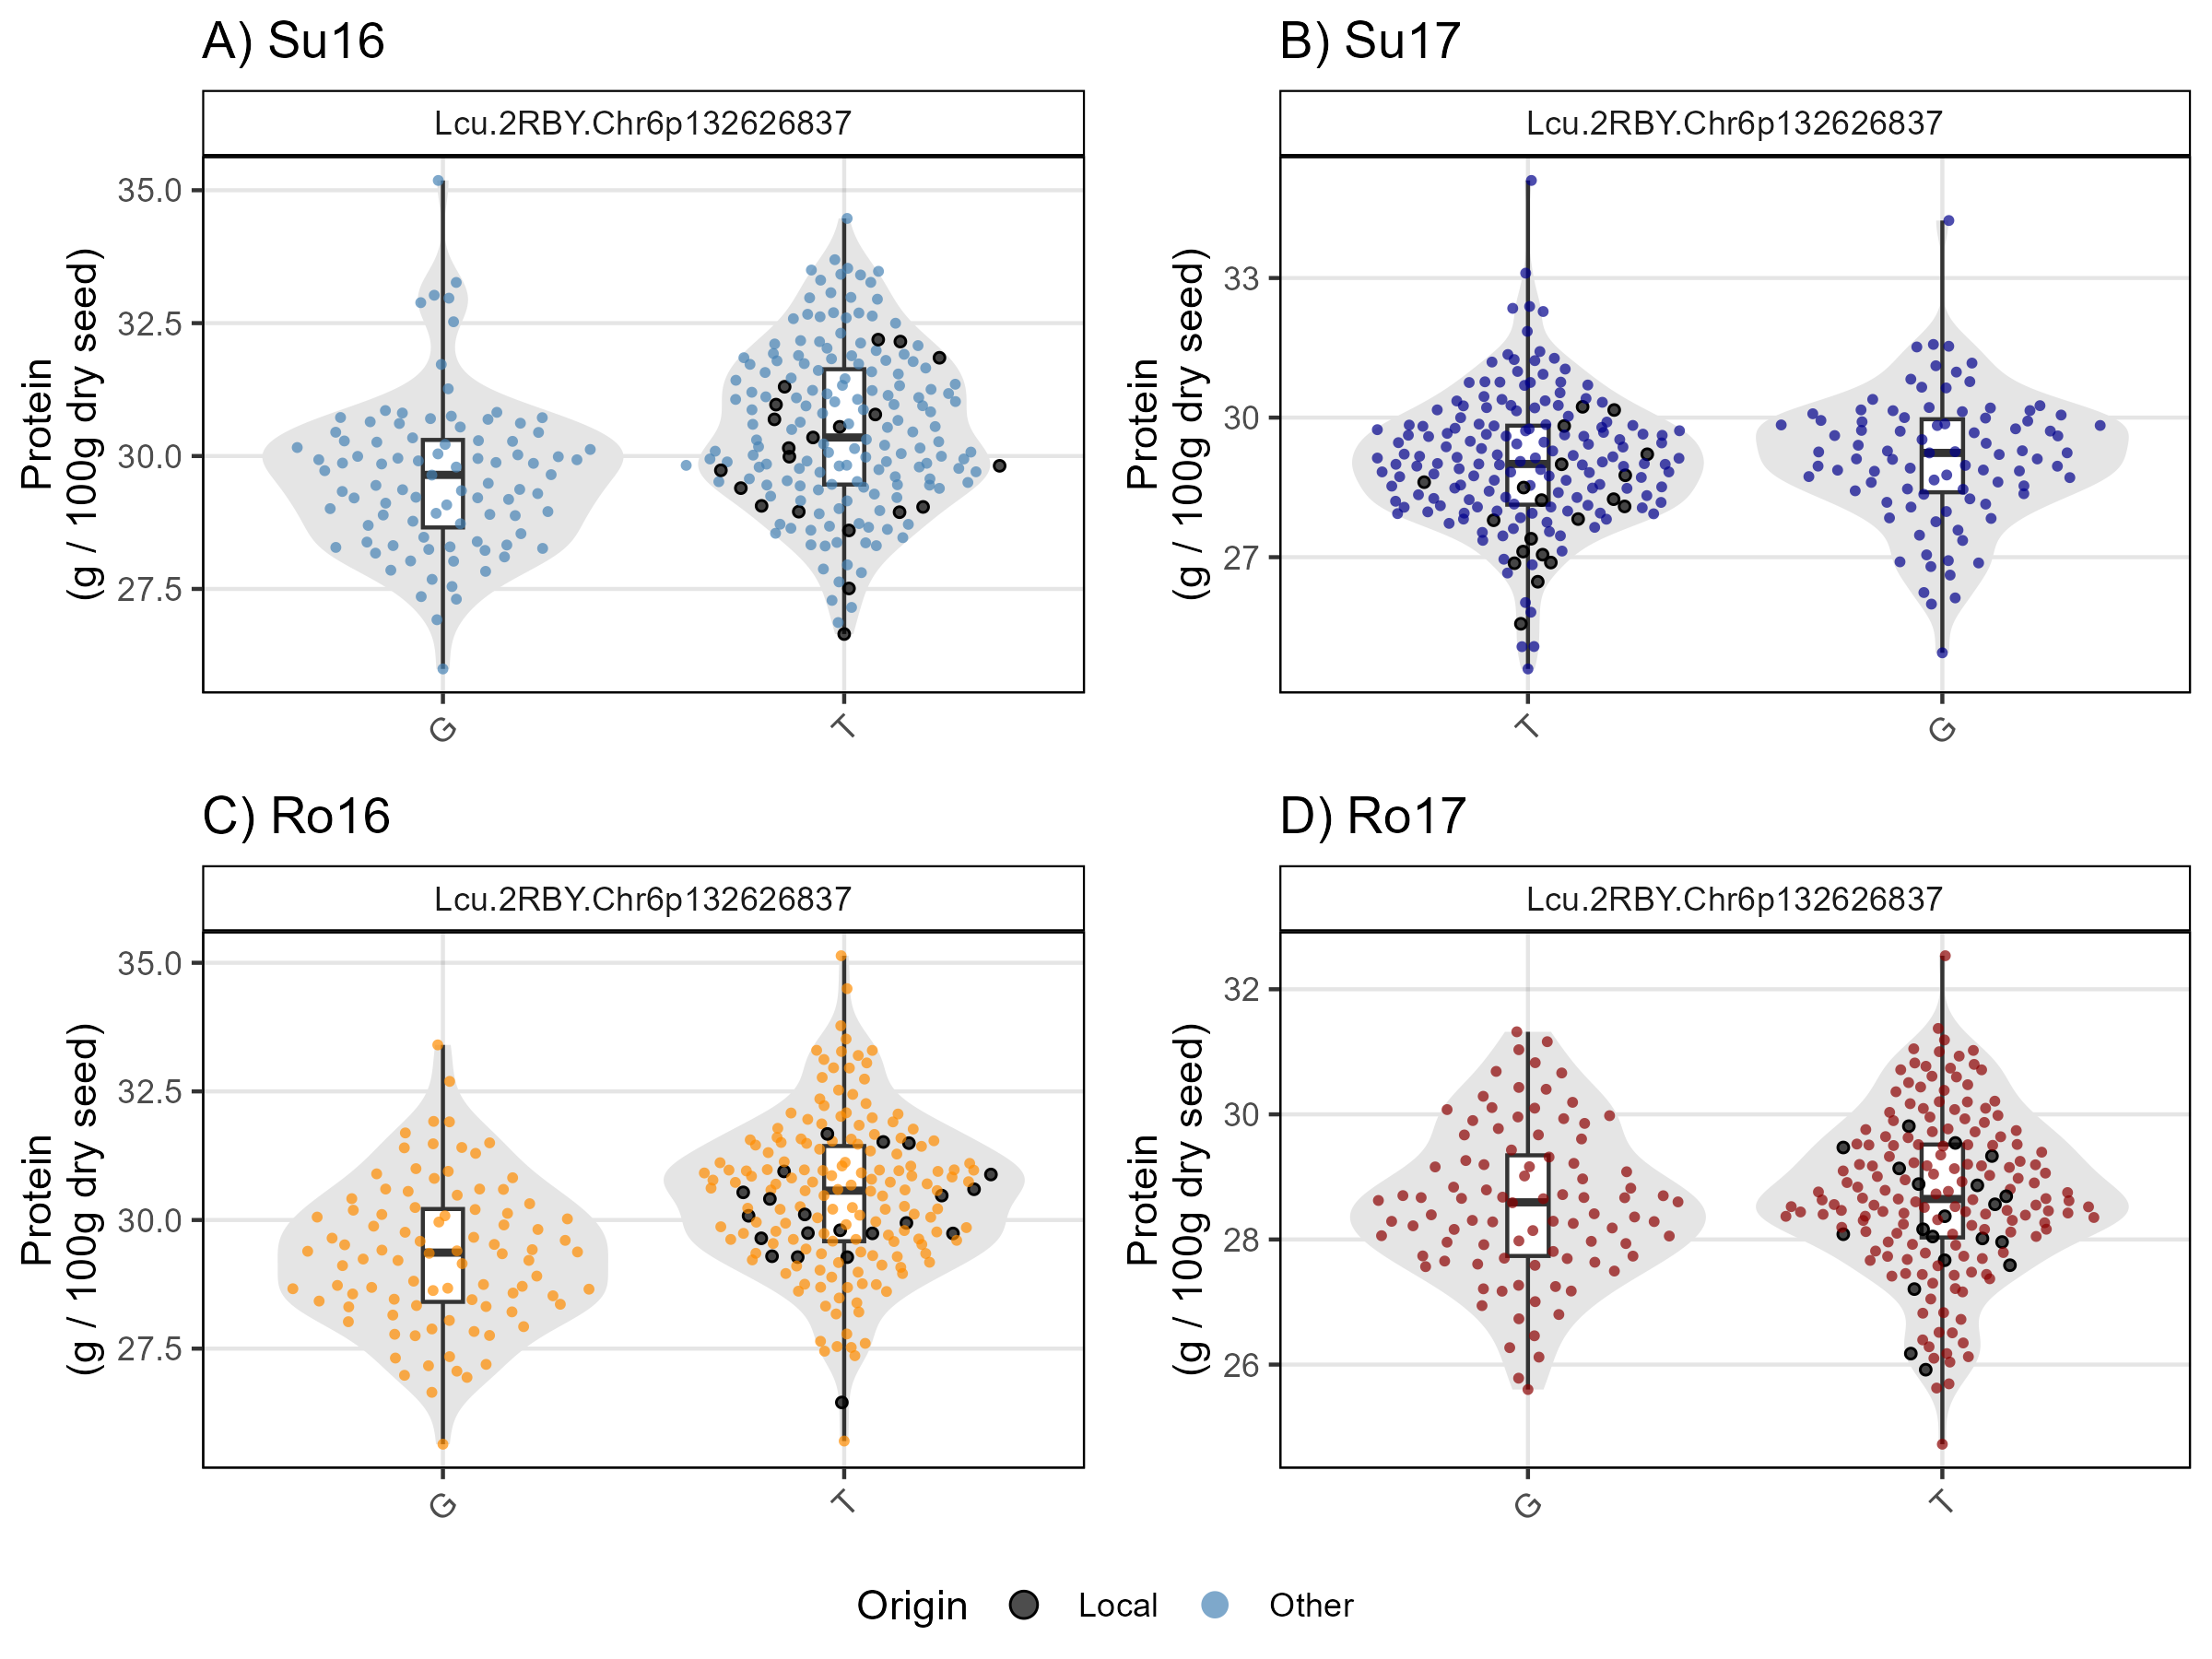 A) Su16
Lcu.2RBY.Chr6p132626837
Protein
(g / 100g dry seed)
35.0
32.5
30.0
27.5
G
T
B) Su17
Lcu.2RBY.Chr6p132626837
Protein
(g / 100g dry seed)
33
30
27
T
G
C) Ro16
Lcu.2RBY.Chr6p132626837
Protein
(g / 100g dry seed)
35.0
32.5
30.0
27.5
G
T
D) Ro17
Lcu.2RBY.Chr6p132626837
Protein
(g / 100g dry seed)
32
30
28
26
G
T
Origin Local Other